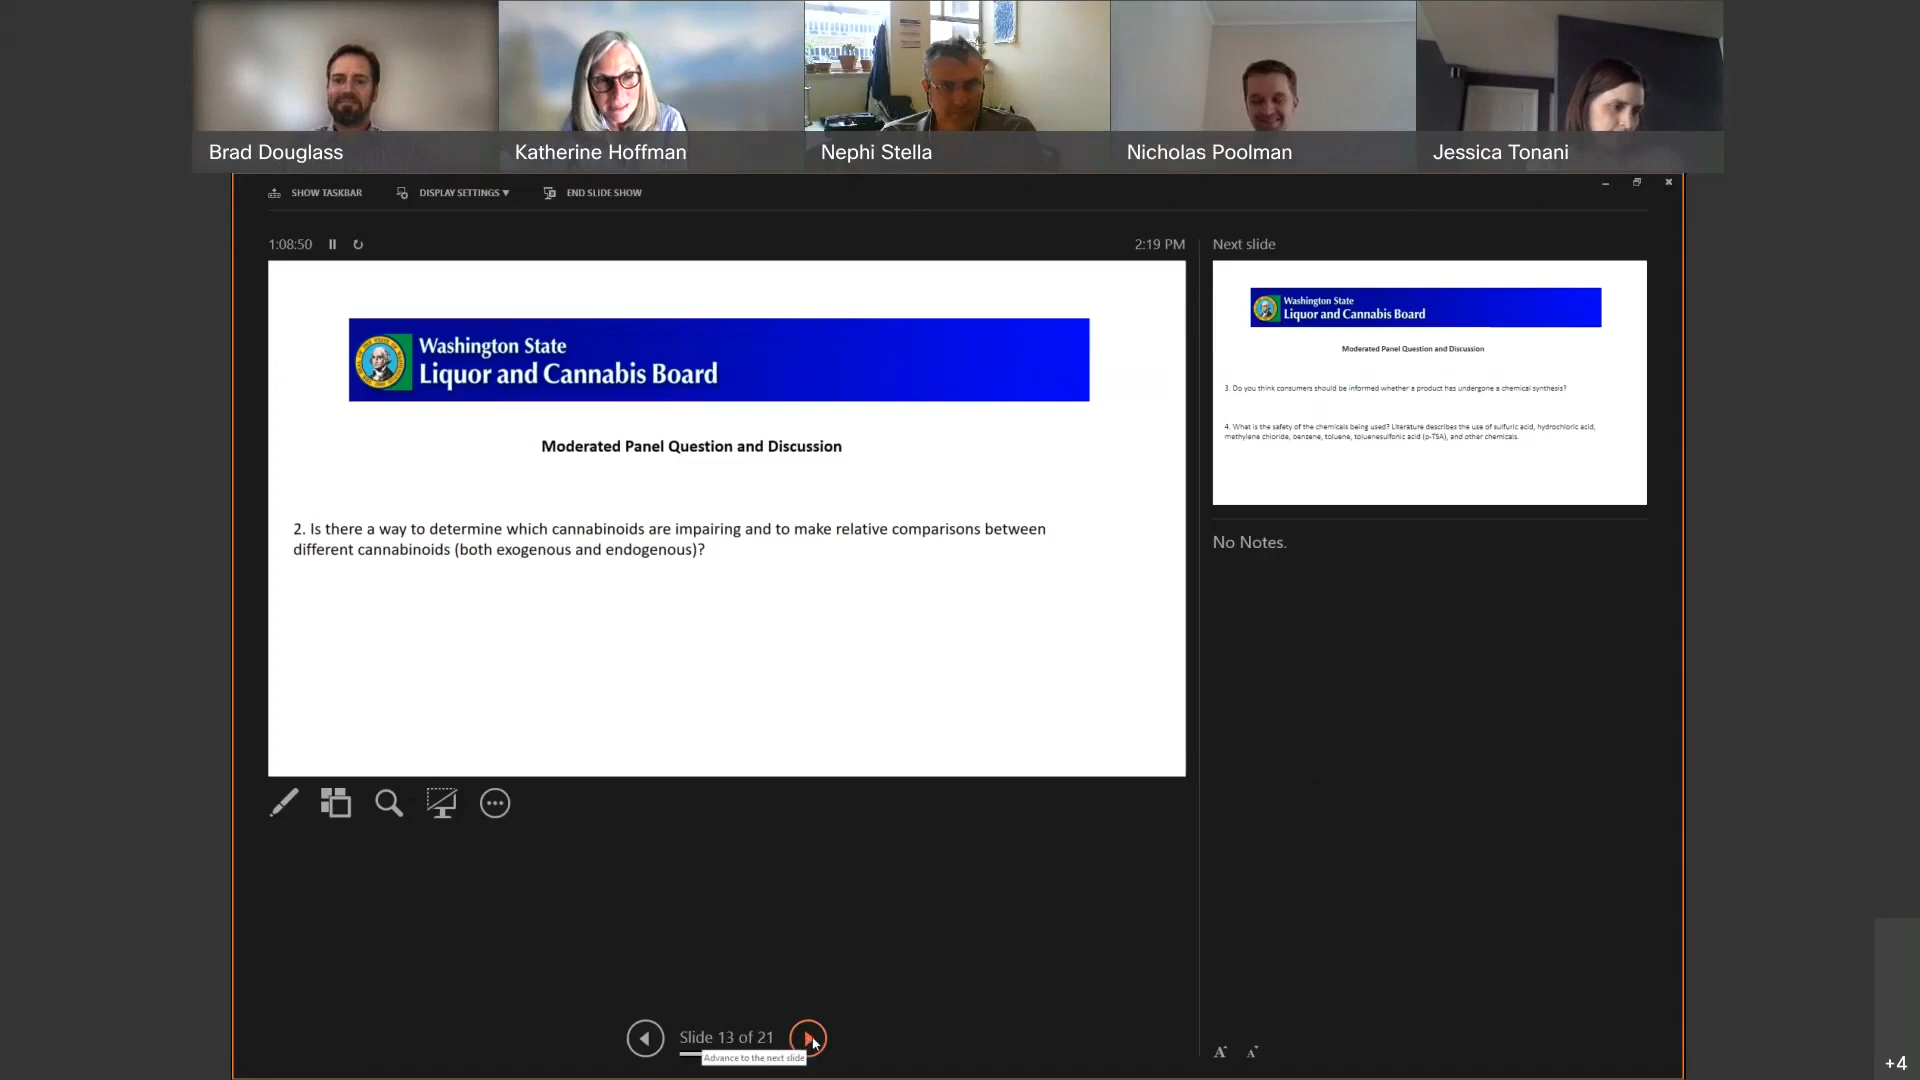 Brad Douglass
Katherine Hoffman
Nephi Stella
Nicholas Poolman
Jessica Tonani
SHOW TASKBAR
DISPLAY SETTINGS ▾
END SLIDE SHOW
1:08:50
2:19 PM
Washington State
Liquor and Cannabis Board
Moderated Panel Question and Discussion
2. Is there a way to determine which cannabinoids are impairing and to make relative comparisons between
different cannabinoids (both exogenous and endogenous)?
Next slide
Washington State
Liquor and Cannabis Board
Moderated Panel Question and Discussion
3. Do you think consumers should be informed whether a product has undergone a chemical synthesis?
4. What is the safety of the chemicals being used? Literature describes the use of sulfuric acid, hydrochloric acid,
methylene chloride, benzene, toluene, toluenesulfonic acid (p-TSA), and other chemicals.
No Notes.
Slide 13 of 21
Advance to the next slide
A A
+4